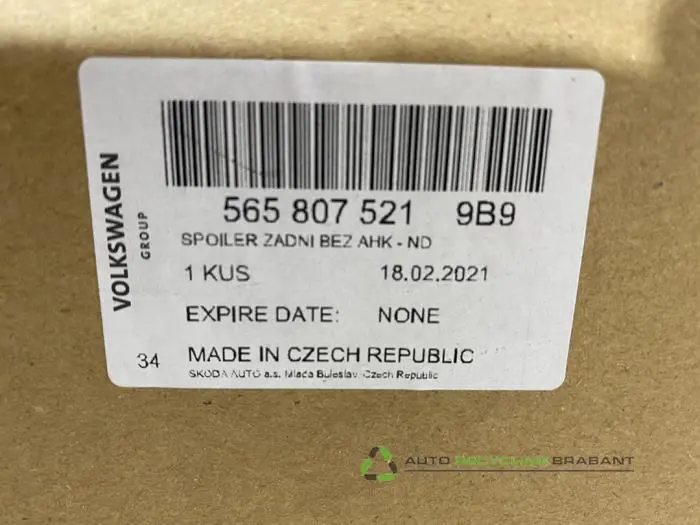 VOLKSWAGEN
GROUP
565 807 521 9B9
SPOILER ZADNI BEZ AHK - ND
1 KUS 18.02.2021
EXPIRE DATE: NONE
34 MADE IN CZECH REPUBLIC
SKODA AUTO a.s. Mlada Boleslav, Czech Republic
AUTO RECYCLING BRABANT